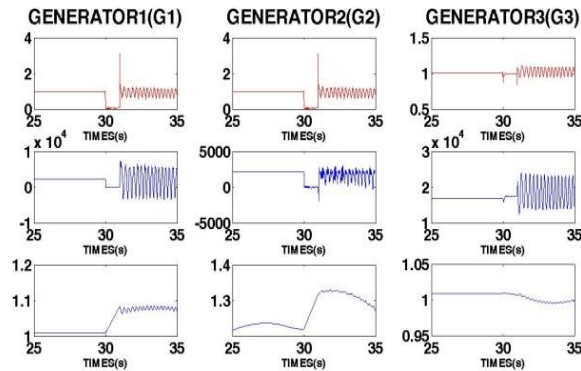 GENERATOR1(G1) GENERATOR2(G2) GENERATOR3(G3)
4 4 1.5
2 2 1
0 0 0.5
25 30 35 25 30 35 25 30 35
TIMES(s) TIMES(s) TIMES(s)
x 10^4 x 10^4
1 5000 3
0 0 2
-1 -5000 1
25 30 35 25 30 35 25 30 35
TIMES(s) TIMES(s) TIMES(s)
1.2 1.4 1.05
1.1 1.3 1
1 0.95
25 30 35 25 30 35 25 30 35
TIMES(s) TIMES(s) TIMES(s)